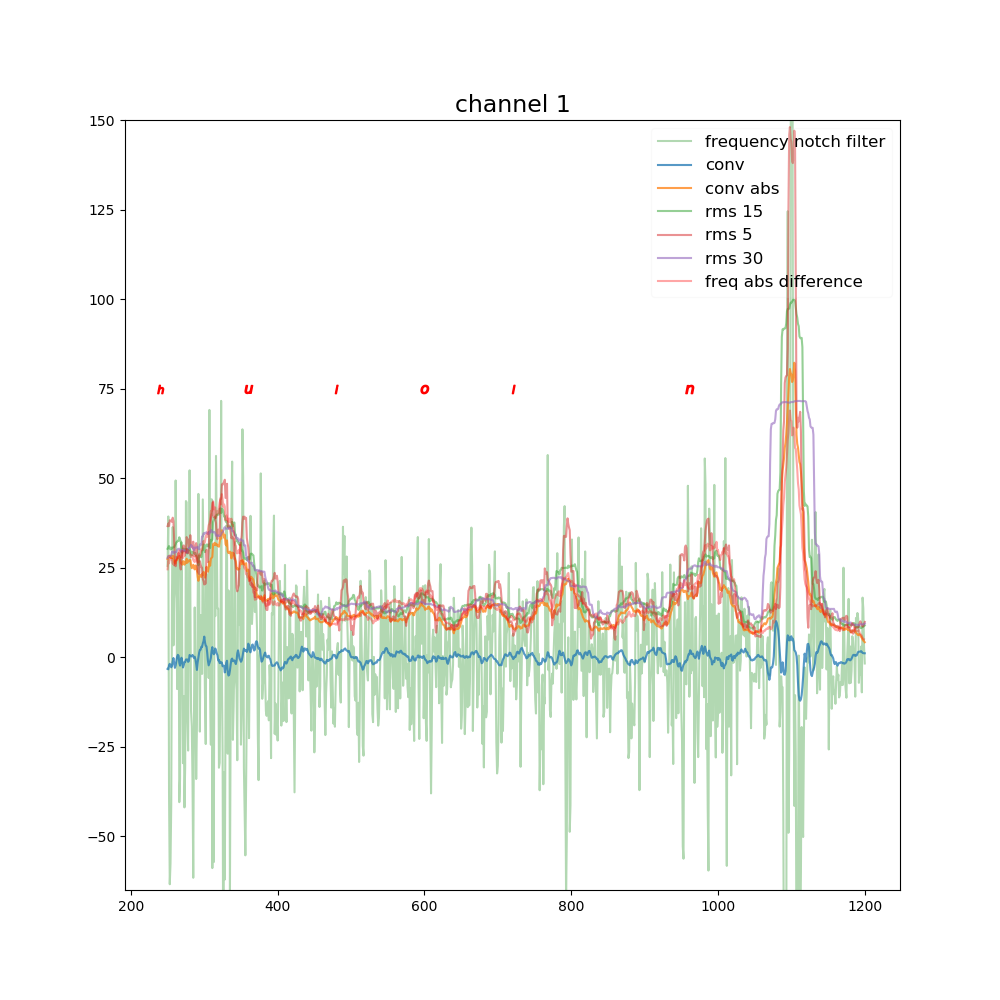 channel 1
150
125
100
75
50
25
0
−25
−50
200 400 600 800 1000 1200
frequency notch filter
conv
conv abs
rms 15
rms 5
rms 30
freq abs difference
h u l o l n